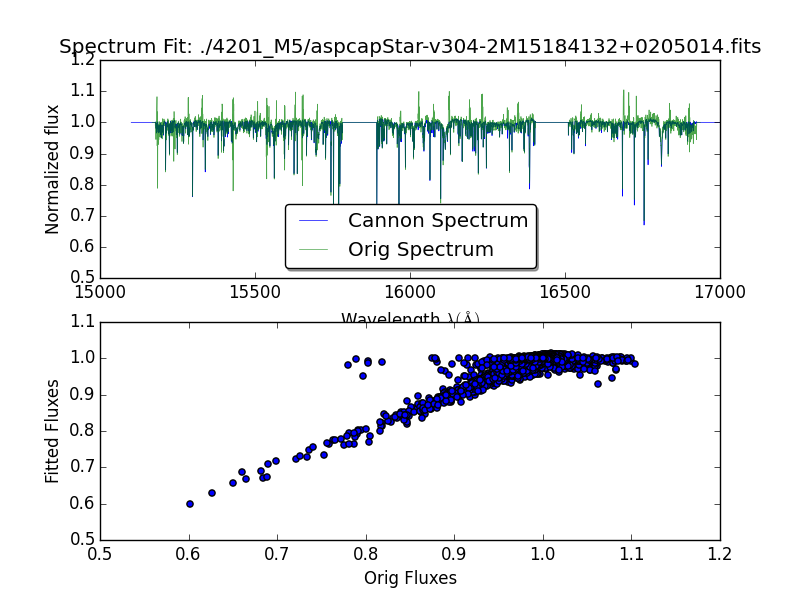 Spectrum Fit: ./4201_M5/aspcapStar-v304-2M15184132+0205014.fits
1.2
1.1
1.0
0.9
0.8
0.7
0.6
0.5
Normalized flux
Cannon Spectrum
Orig Spectrum
15000 15500 16000 16500 17000
Wavelength λ(Å)
1.1
1.0
0.9
0.8
0.7
0.6
0.5
Fitted Fluxes
0.5 0.6 0.7 0.8 0.9 1.0 1.1 1.2
Orig Fluxes